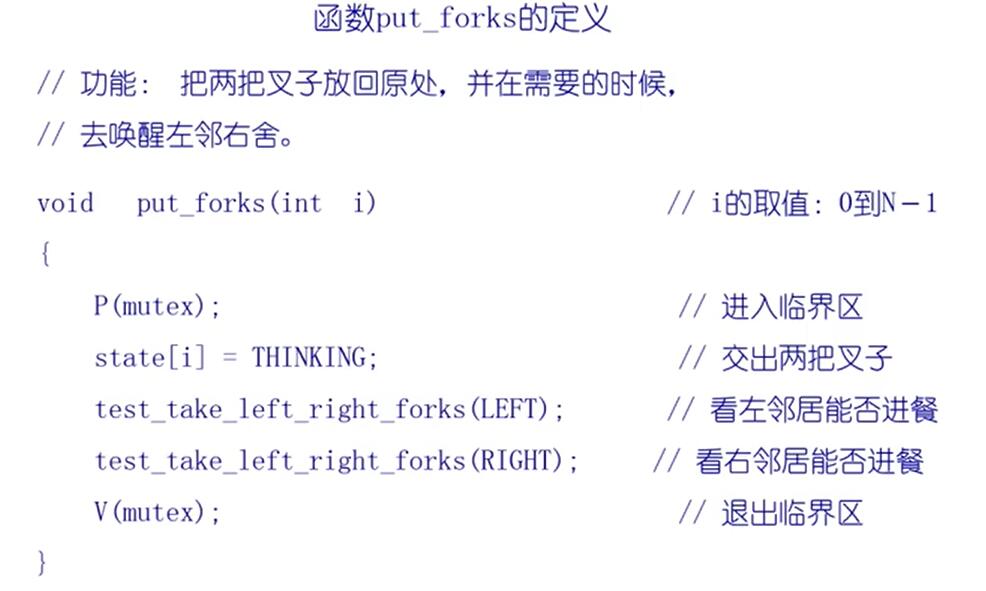 函数put_forks的定义
// 功能: 把两把叉子放回原处，并在需要的时候，
// 去唤醒左邻右舍。
void put_forks(int i) // i的取值: 0到N-1
{
P(mutex); // 进入临界区
state[i] = THINKING; // 交出两把叉子
test_take_left_right_forks(LEFT); // 看左邻居能否进餐
test_take_left_right_forks(RIGHT); // 看右邻居能否进餐
V(mutex); // 退出临界区
}